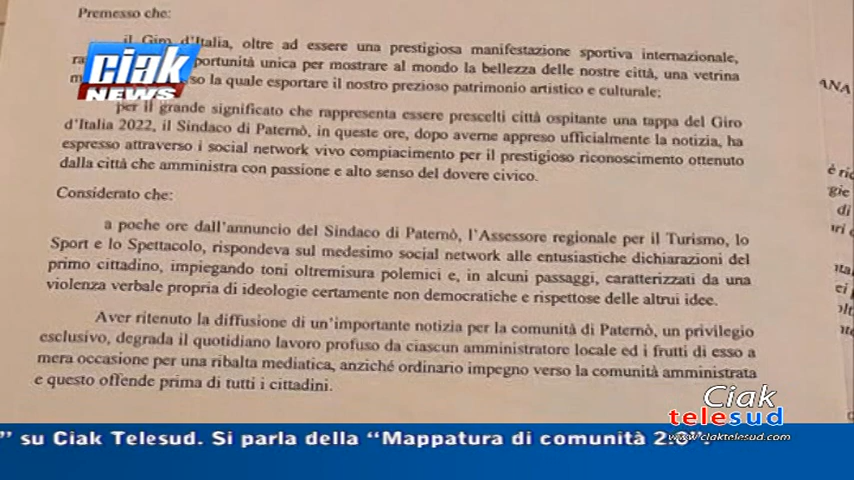 Premesso che:
il Giro d'Italia, oltre ad essere una prestigiosa manifestazione sportiva internazionale,
ciak
NEWS
opportunità unica per mostrare al mondo la bellezza delle nostre città, una vetrina
la quale esportare il nostro prezioso patrimonio artistico e culturale;
per il grande significato che rappresenta essere prescelti città ospitante una tappa del Giro
d'Italia 2022, il Sindaco di Paternò, in queste ore, dopo averne appreso ufficialmente la notizia, ha
espresso attraverso i social network vivo compiacimento per il prestigioso riconoscimento ottenuto
dalla città che amministra con passione e alto senso del dovere civico.
Considerato che:
a poche ore dall'annuncio del Sindaco di Paternò, l'Assessore regionale per il Turismo, lo
Sport e lo Spettacolo, rispondeva sul medesimo social network alle entusiastiche dichiarazioni del
primo cittadino, impiegando toni oltremisura polemici e, in alcuni passaggi, caratterizzati da una
violenza verbale propria di ideologie certamente non democratiche e rispettose delle altrui idee.
Aver ritenuto la diffusione di un'importante notizia per la comunità di Paternò, un privilegio
esclusivo, degrada il quotidiano lavoro profuso da ciascun amministratore locale ed i frutti di esso a
mera occasione per una ribalta mediatica, anziché ordinario impegno verso la comunità amministrata
e questo offende prima di tutti i cittadini.
ANA
è ric
gie
di
Ciak
telesud
www.ciaktelesud.com
" su Ciak Telesud. Si parla della "Mappatura di comunità 2.0".